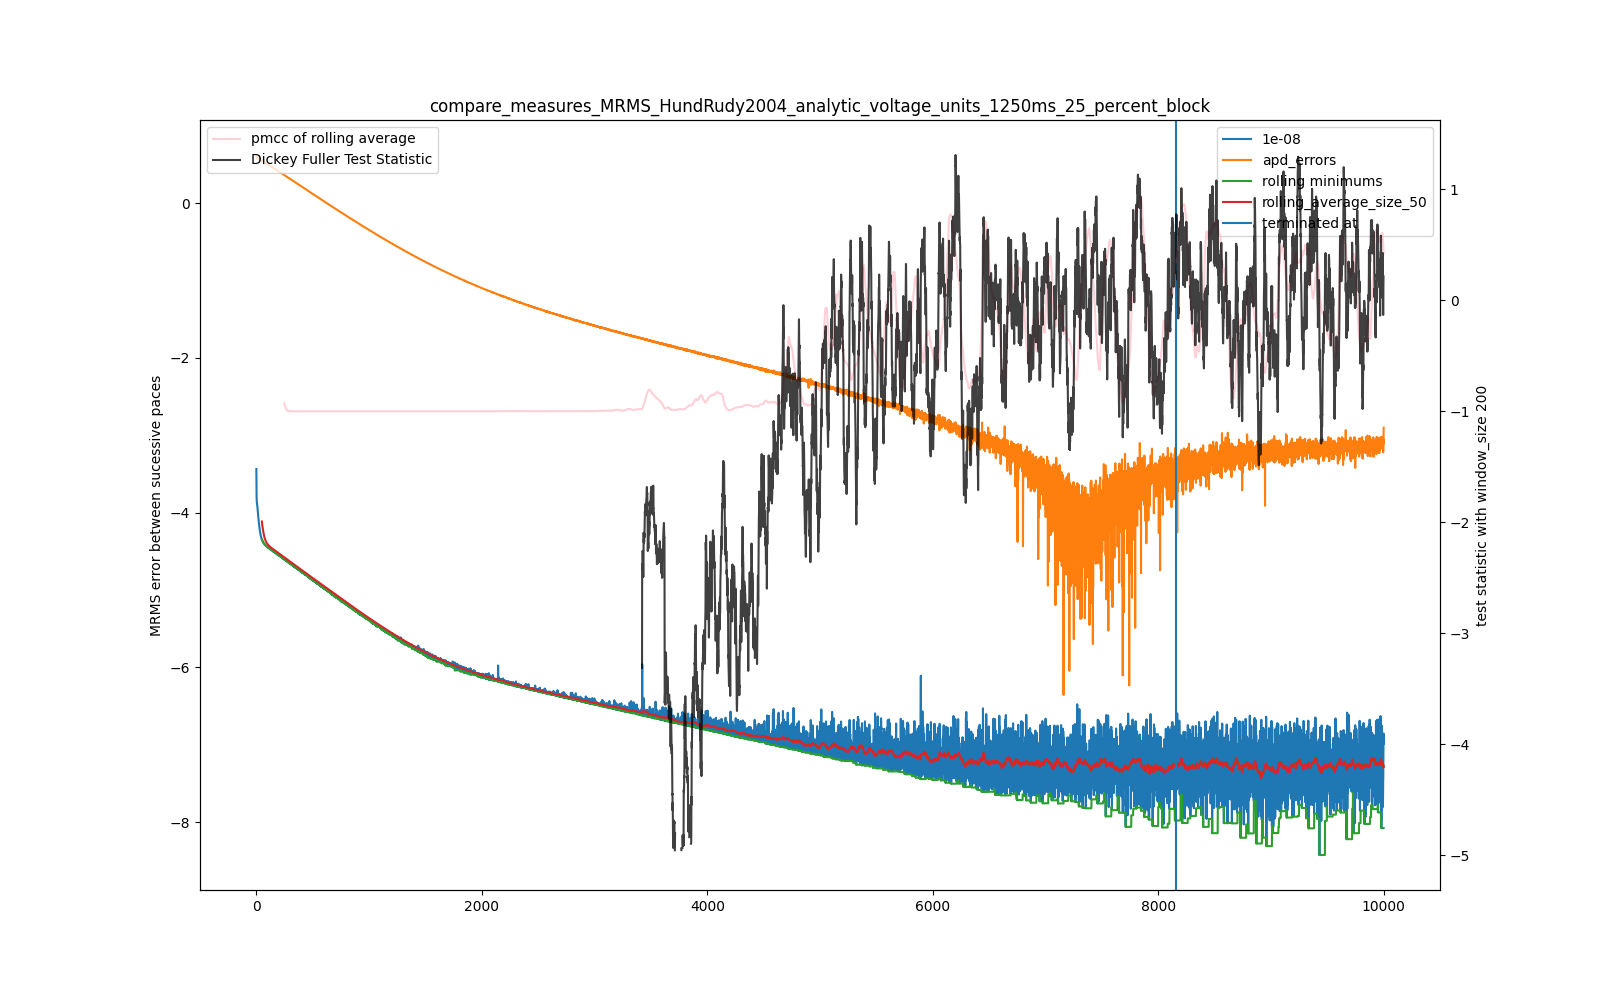 compare_measures_MRMS_HundRudy2004_analytic_voltage_units_1250ms_25_percent_block
pmcc of rolling average
Dickey Fuller Test Statistic
1e-08
apd_errors
rolling minimums
rolling_average_size_50
terminated at
MRMS error between sucessive paces
0
−2
−4
−6
−8
1
0
−1
−2
−3
−4
−5
test statistic with window_size 200
0
2000
4000
6000
8000
10000